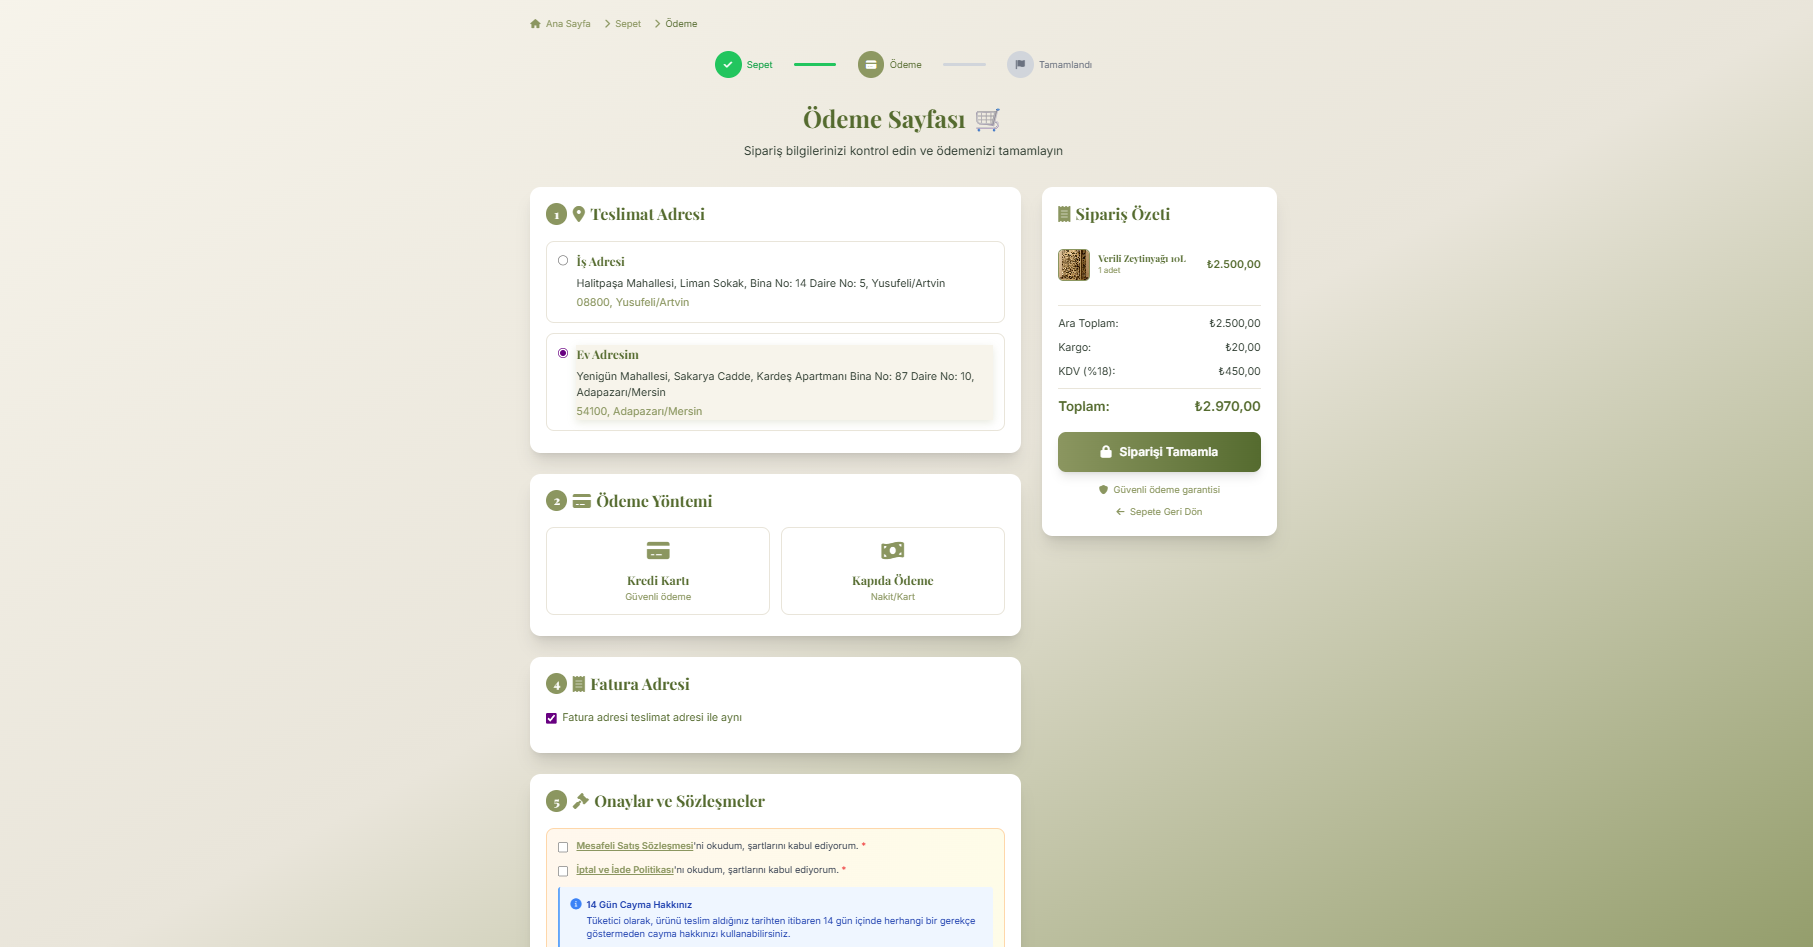 Ana Sayfa > Sepet > Ödeme
Sepet
Ödeme
Tamamlandı
Ödeme Sayfası
Sipariş bilgilerinizi kontrol edin ve ödemenizi tamamlayın
1 Teslimat Adresi
İş Adresi
Halitpaşa Mahallesi, Liman Sokak, Bina No: 14 Daire No: 5, Yusufeli/Artvin
08800, Yusufeli/Artvin
Ev Adresim
Yenigün Mahallesi, Sakarya Cadde, Kardeş Apartmanı Bina No: 87 Daire No: 10,
Adapazarı/Mersin
54100, Adapazarı/Mersin
2 Ödeme Yöntemi
Kredi Kartı
Güvenli ödeme
Kapıda Ödeme
Nakit/Kart
4 Fatura Adresi
Fatura adresi teslimat adresi ile aynı
5 Onaylar ve Sözleşmeler
Mesafeli Satış Sözleşmesi'ni okudum, şartlarını kabul ediyorum. *
İptal ve İade Politikası'nı okudum, şartlarını kabul ediyorum. *
14 Gün Cayma Hakkınız
Tüketici olarak, ürünü teslim aldığınız tarihten itibaren 14 gün içinde herhangi bir gerekçe
göstermeden cayma hakkınızı kullanabilirsiniz.
Sipariş Özeti
Verili Zeytinyağı 10L
1 adet
₺2.500,00
Ara Toplam: ₺2.500,00
Kargo: ₺20,00
KDV (%18): ₺450,00
Toplam: ₺2.970,00
Siparişi Tamamla
Güvenli ödeme garantisi
Sepete Geri Dön